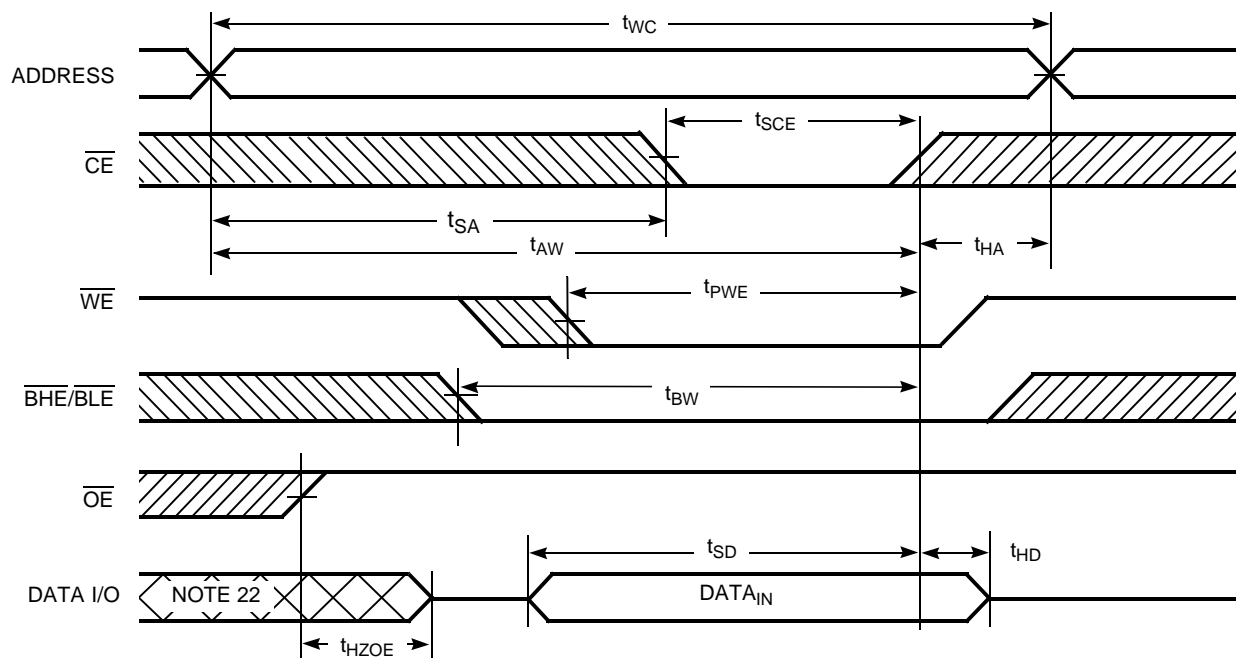 tWC
ADDRESS
tSCE
CE
tSA
tAW
tHA
WE
tPWE
BHE/BLE
tBW
OE
tSD
tHD
DATA I/O
NOTE 22
DATAIN
tHZOE